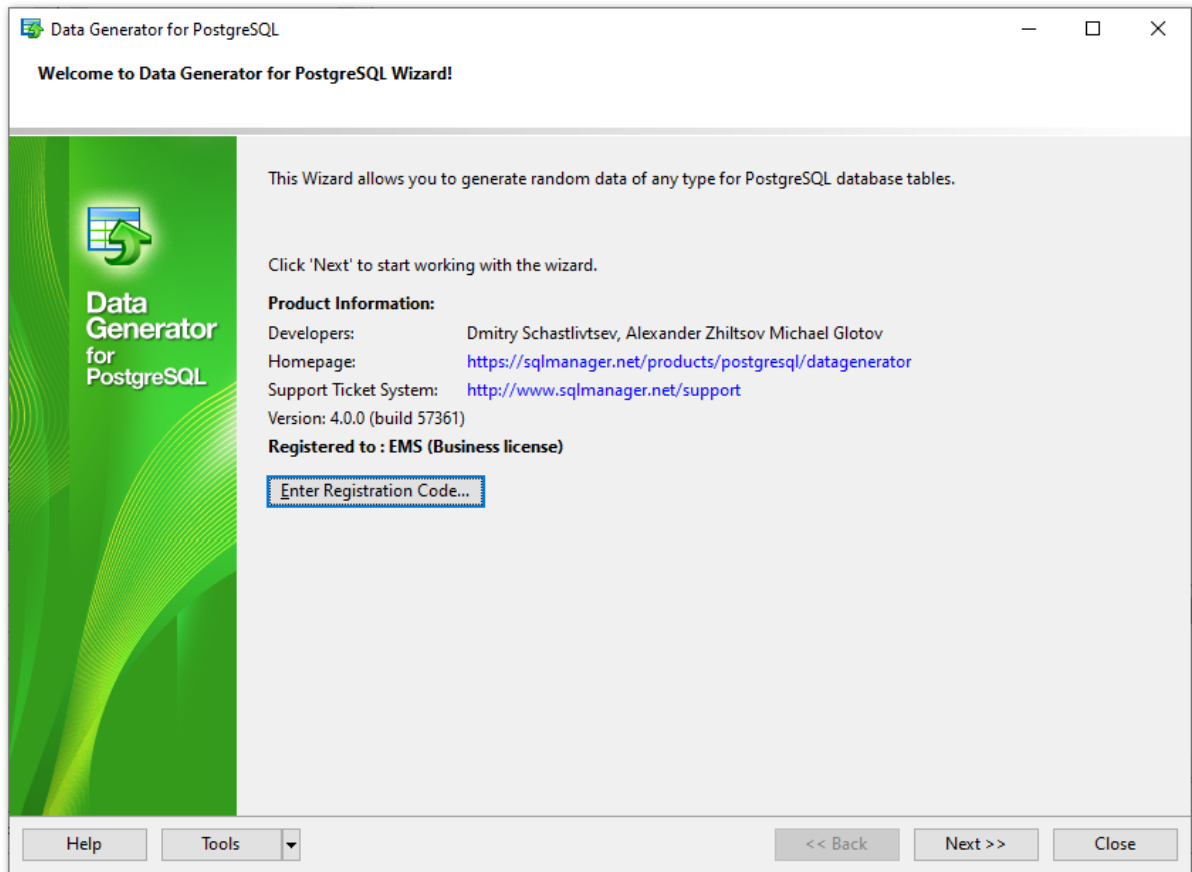 Data Generator for PostgreSQL
Welcome to Data Generator for PostgreSQL Wizard!
Data
Generator
for
PostgreSQL
This Wizard allows you to generate random data of any type for PostgreSQL database tables.
Click 'Next' to start working with the wizard.
Product Information:
Developers: Dmitry Schastlivtsev, Alexander Zhiltsov Michael Glotov
Homepage: https://sqlmanager.net/products/postgresql/datagenerator
Support Ticket System: http://www.sqlmanager.net/support
Version: 4.0.0 (build 57361)
Registered to : EMS (Business license)
Enter Registration Code...
Help Tools << Back Next >> Close